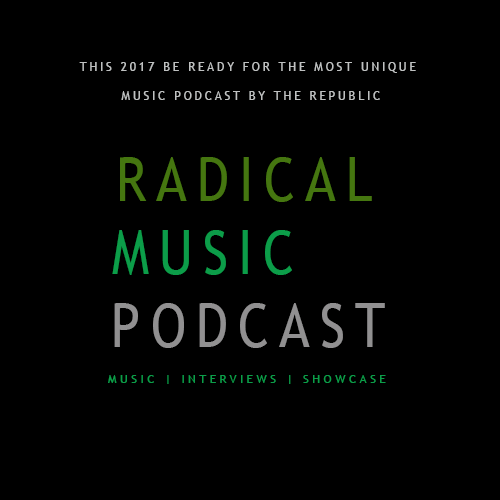 THIS 2017 BE READY FOR THE MOST UNIQUE
MUSIC PODCAST BY THE REPUBLIC
RADICAL
MUSIC
PODCAST
MUSIC | INTERVIEWS | SHOWCASE